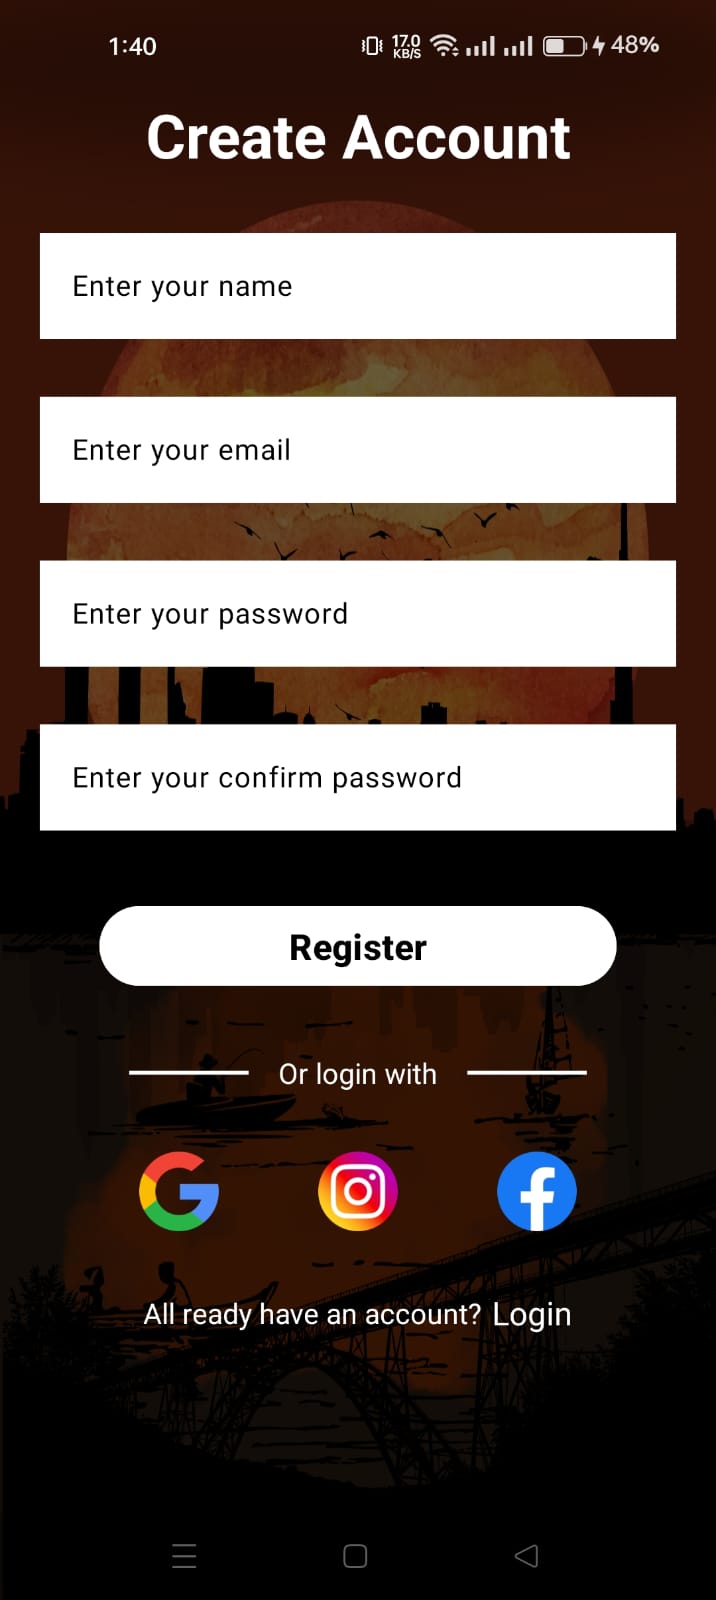 1:40 17.0 KB/S 48%
Create Account
Enter your name
Enter your email
Enter your password
Enter your confirm password
Register
Or login with
All ready have an account? Login